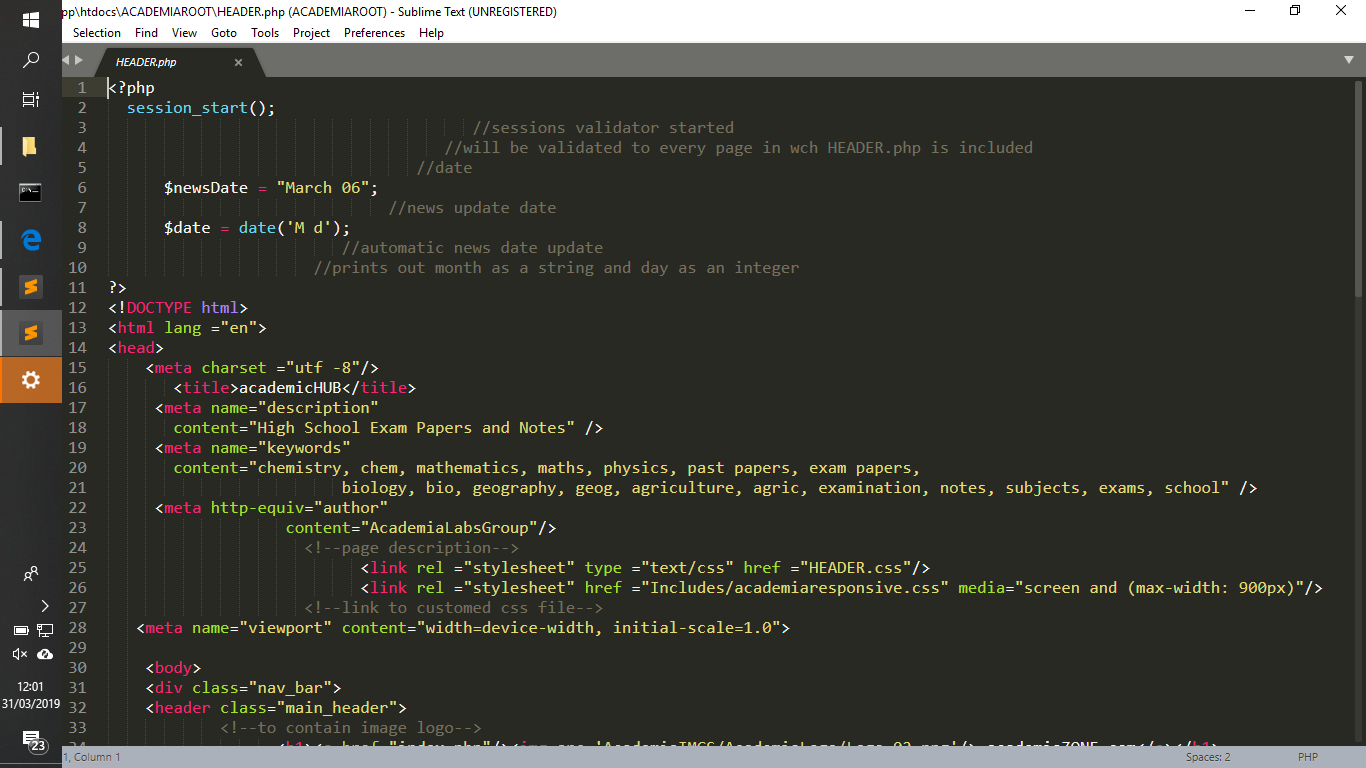 pp\htdocs\ACADEMIAROOT\HEADER.php (ACADEMIAROOT) - Sublime Text (UNREGISTERED)
Selection Find View Goto Tools Project Preferences Help
HEADER.php
1 <?php
2 session_start();
3 //sessions validator started
4 //will be validated to every page in wch HEADER.php is included
5 //date
6 $newsDate = "March 06";
7 //news update date
8 $date = date('M d');
9 //automatic news date update
10 //prints out month as a string and day as an integer
11 ?>
12 <!DOCTYPE html>
13 <html lang ="en">
14 <head>
15 <meta charset ="utf -8"/>
16 <title>academicHUB</title>
17 <meta name="description"
18 content="High School Exam Papers and Notes" />
19 <meta name="keywords"
20 content="chemistry, chem, mathematics, maths, physics, past papers, exam papers,
21 biology, bio, geography, geog, agriculture, agric, examination, notes, subjects, exams, school" />
22 <meta http-equiv="author"
23 content="AcademiaLabsGroup"/>
24 <!--page description-->
25 <link rel ="stylesheet" type ="text/css" href ="HEADER.css"/>
26 <link rel ="stylesheet" href ="Includes/academiaresponsive.css" media="screen and (max-width: 900px)"/>
27 <!--link to customed css file-->
28 <meta name="viewport" content="width=device-width, initial-scale=1.0">
29
30 <body>
31 <div class="nav_bar">
32 <header class="main_header">
33 <!--to contain image logo-->
12:01
31/03/2019
23
1, Column 1
Spaces: 2
PHP